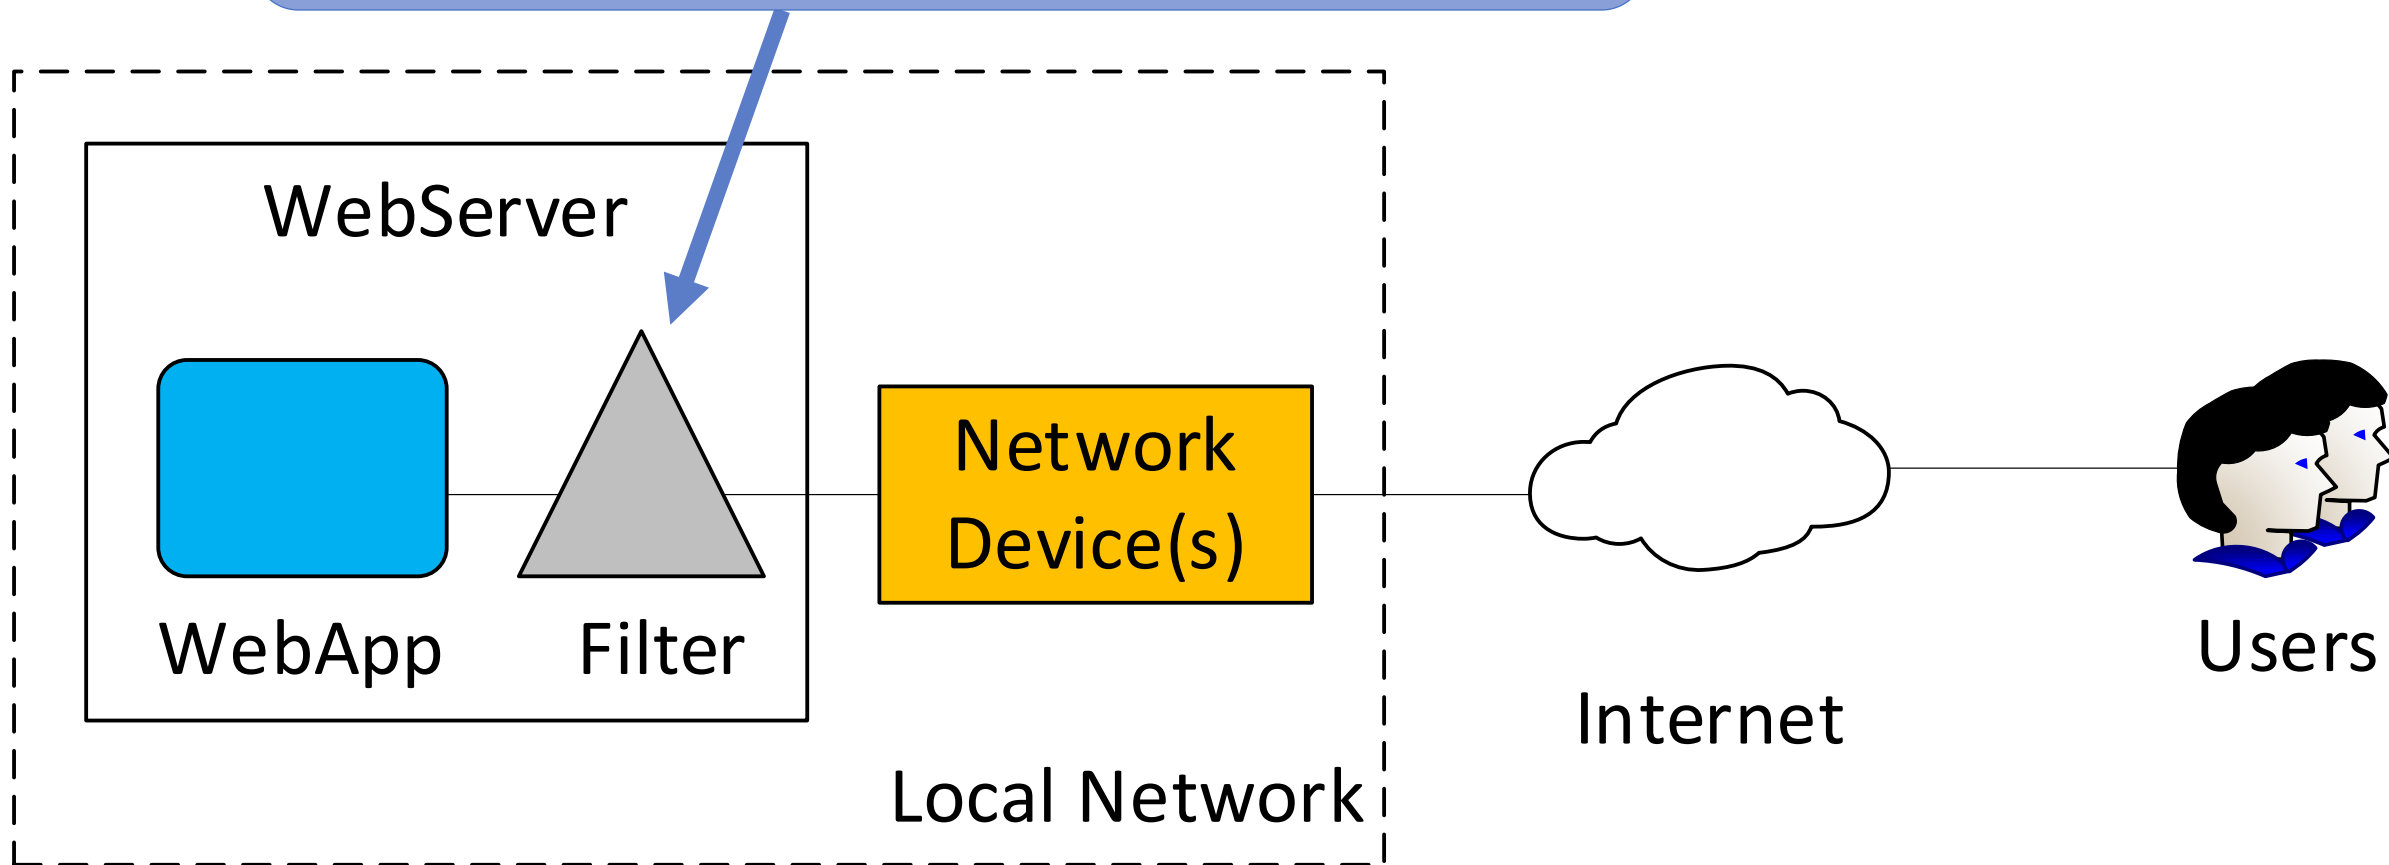 WebServer
Network
Device(s)
WebApp
Filter
Users
Internet
Local Network